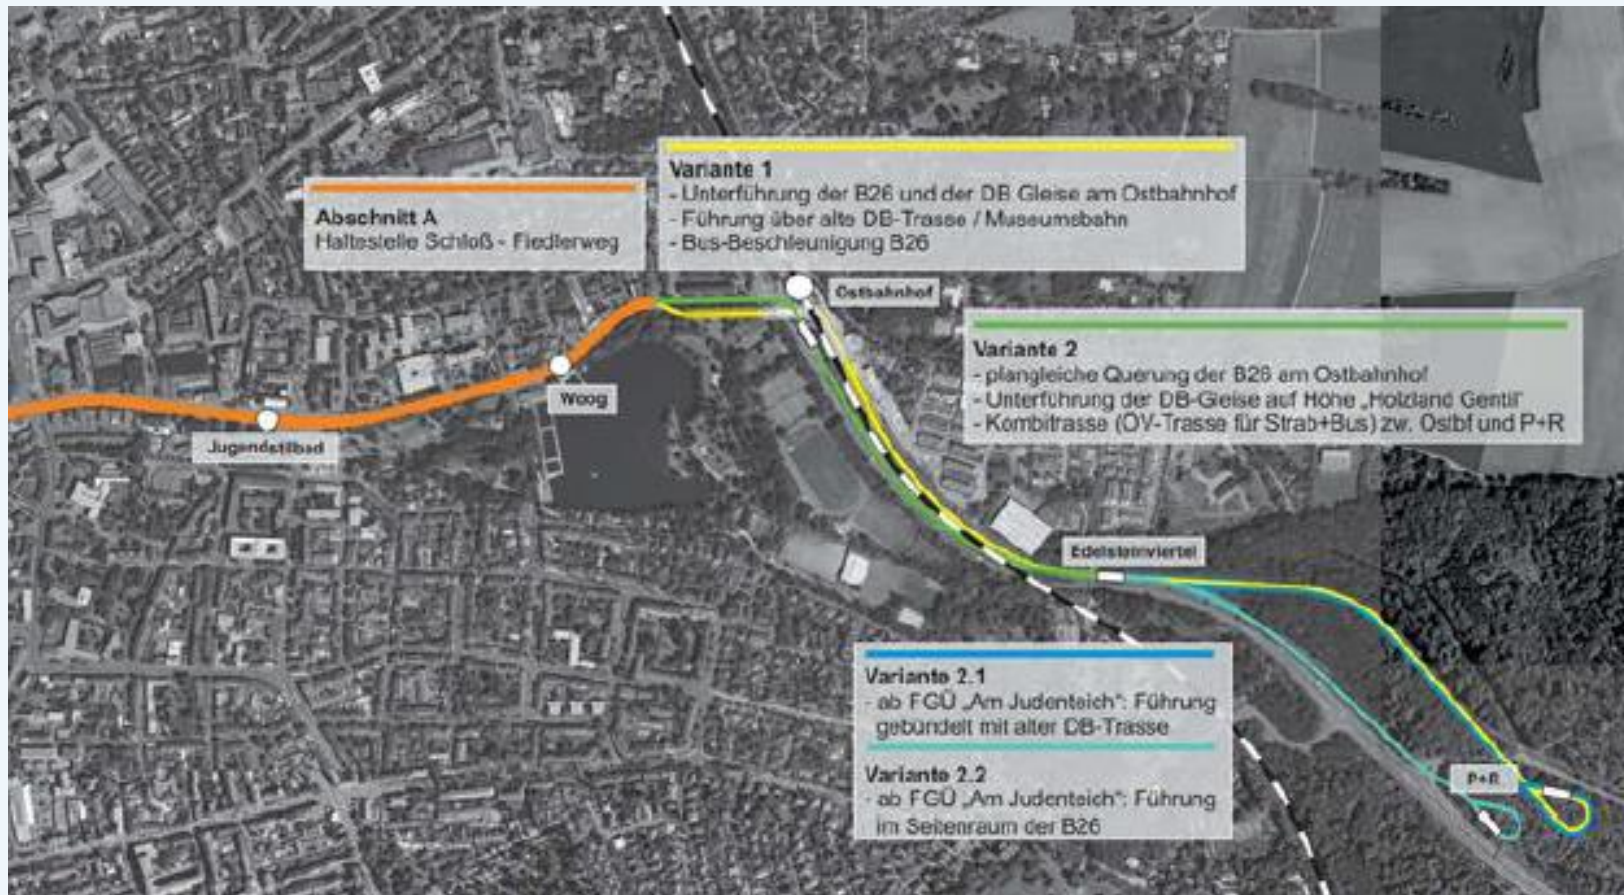 Variante 1
- Unterführung der B26 und der DB Gleise am Ostbahnhof
- Führung über alte DB-Trasse / Museumsbahn
- Bus-Beschleunigung B26
Abschnitt A
Haltestelle Schloß - Fiedlerweg
Ostbahnhof
Variante 2
- plangleiche Querung der B26 am Ostbahnhof
- Unterführung der DB-Gleise auf Höhe „Holzland Gentil“
- Kombitrasse (ÖV-Trasse für Strab+Bus) zw. Ostbf und P+R
Woog
Jugendstilbad
Edelsteinviertel
Variante 2.1
- ab FGÜ „Am Judenteich“: Führung
gebündelt mit alter DB-Trasse
Variante 2.2
- ab FGÜ „Am Judenteich“: Führung
im Seitenraum der B26
P+R